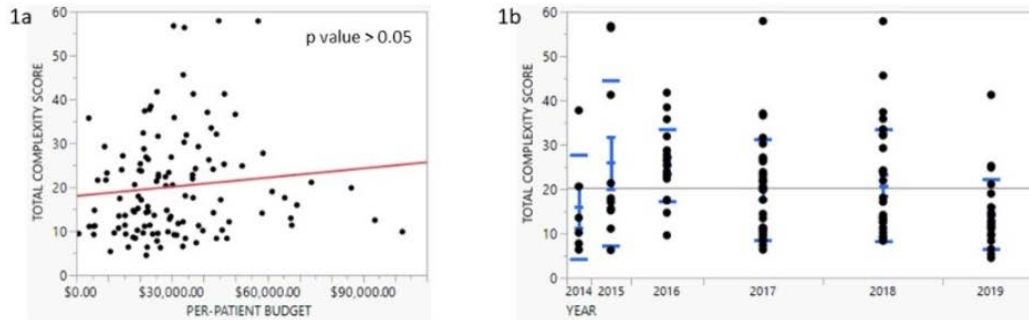 1a
60
50
40
30
20
10
0
TOTAL COMPLEXITY SCORE
p value > 0.05
$0.00 $30,000.00 $60,000.00 $90,000.00
PER-PATIENT BUDGET
1b
60
50
40
30
20
10
0
TOTAL COMPLEXITY SCORE
2014 2015 2016 2017 2018 2019
YEAR